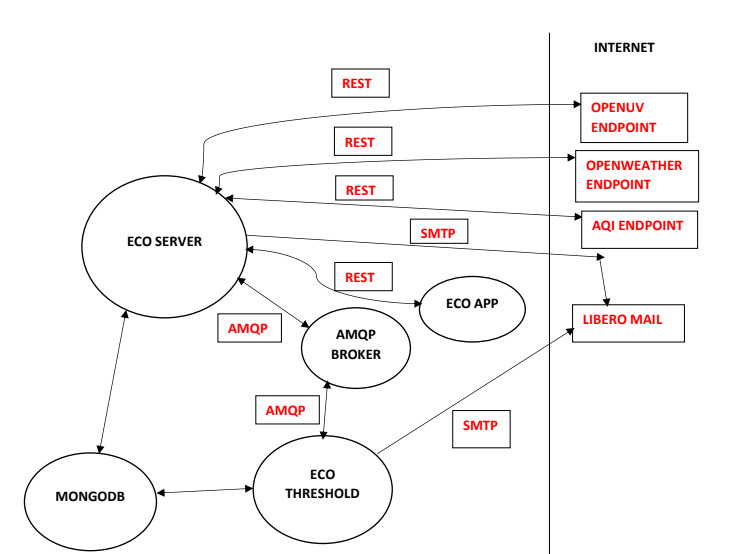 INTERNET
REST
OPENUV
ENDPOINT
REST
OPENWEATHER
ENDPOINT
REST
AQI ENDPOINT
ECO SERVER
SMTP
REST
ECO APP
AMQP
AMQP
BROKER
LIBERO MAIL
AMQP
SMTP
ECO
THRESHOLD
MONGODB